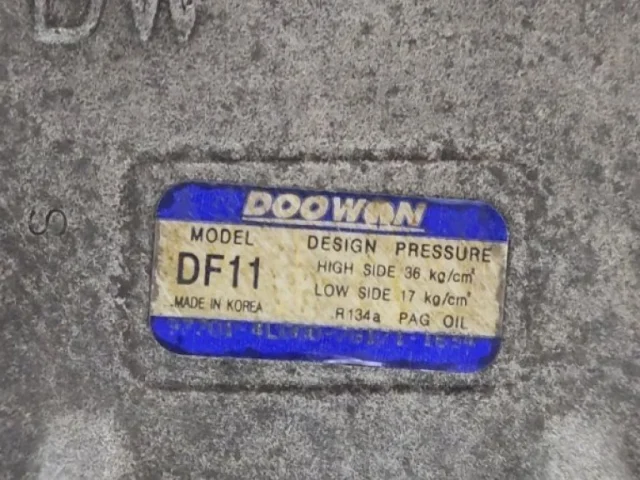 DW
S
DOOWON
MODEL
DF11
MADE IN KOREA
DESIGN PRESSURE
HIGH SIDE 36 kg/cm²
LOW SIDE 17 kg/cm²
R134a PAG OIL